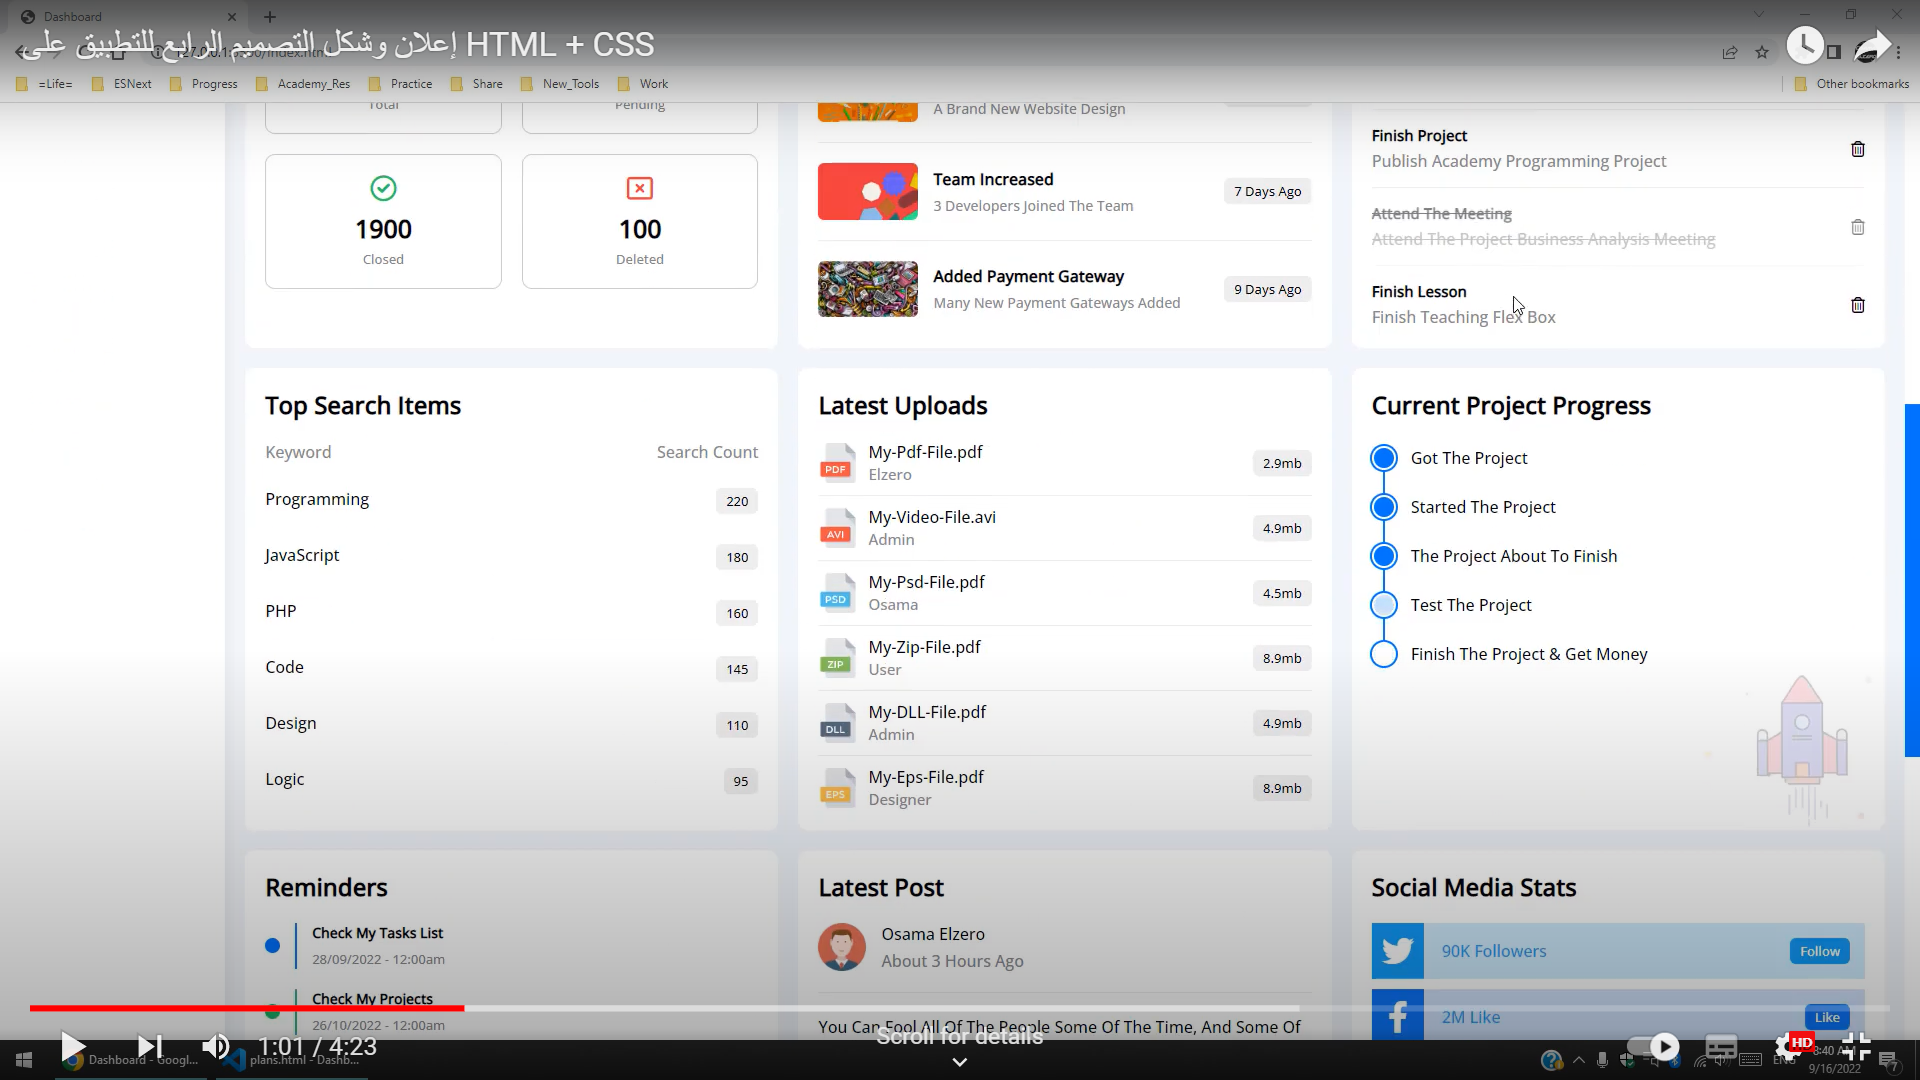 Dashboard
إعلان وشكل التصميم الرابع للتطبيق على HTML + CSS
=Life=
ESNext
Progress
Academy_Res
Practice
Share
New_Tools
Work
Other bookmarks
Total
Pending
1900
Closed
100
Deleted
A Brand New Website Design
Team Increased
3 Developers Joined The Team
7 Days Ago
Added Payment Gateway
Many New Payment Gateways Added
9 Days Ago
Finish Project
Publish Academy Programming Project
Attend The Meeting
Attend The Project Business Analysis Meeting
Finish Lesson
Finish Teaching Flex Box
Top Search Items
Keyword
Search Count
Programming
220
JavaScript
180
PHP
160
Code
145
Design
110
Logic
95
Latest Uploads
PDF
My-Pdf-File.pdf
Elzero
2.9mb
AVI
My-Video-File.avi
Admin
4.9mb
PSD
My-Psd-File.pdf
Osama
4.5mb
ZIP
My-Zip-File.pdf
User
8.9mb
DLL
My-DLL-File.pdf
Admin
4.9mb
EPS
My-Eps-File.pdf
Designer
8.9mb
Current Project Progress
Got The Project
Started The Project
The Project About To Finish
Test The Project
Finish The Project & Get Money
Reminders
Check My Tasks List
28/09/2022 - 12:00am
Check My Projects
26/10/2022 - 12:00am
Latest Post
Osama Elzero
About 3 Hours Ago
You Can Fool All Of The People Some Of The Time, And Some Of
Social Media Stats
90K Followers
Follow
2M Like
Like
1:01 / 4:23
Scroll for details
HD
Dashboard - Googl...
plans.html - Dashb...
8:40 AM
9/16/2022
7